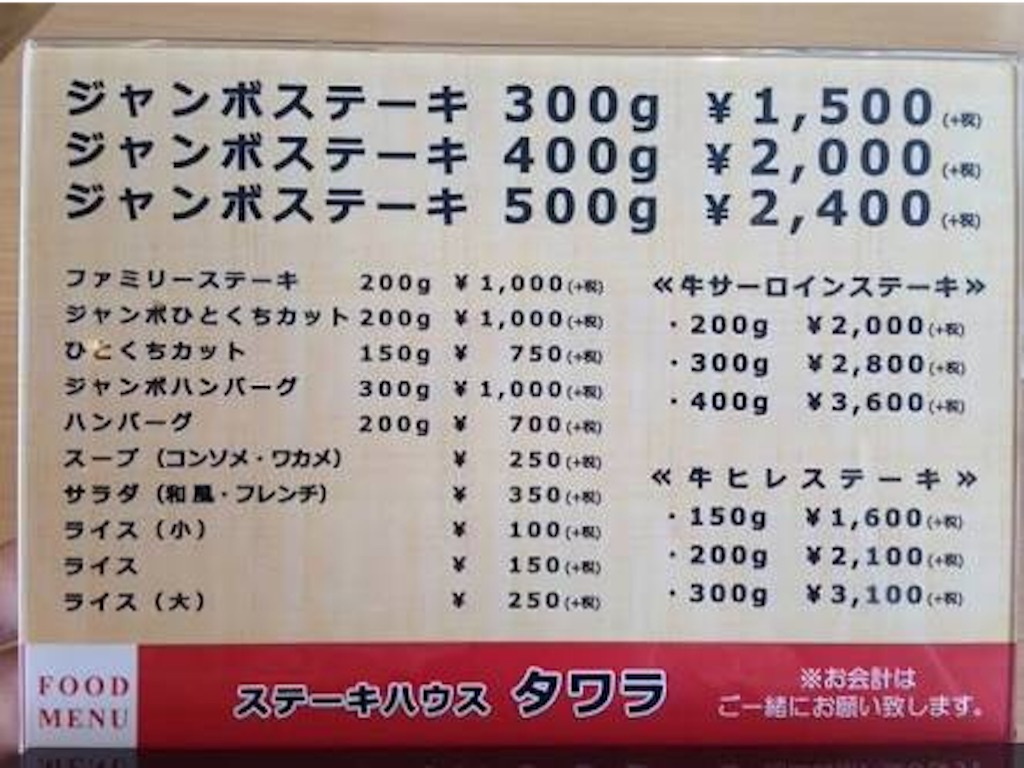 ジャンボステーキ 300g ¥1,500(+税)
ジャンボステーキ 400g ¥2,000(+税)
ジャンボステーキ 500g ¥2,400(+税)
ファミリーステーキ 200g ¥1,000(+税)
ジャンボひとくちカット 200g ¥1,000(+税)
ひとくちカット 150g ¥750(+税)
ジャンボハンバーグ 300g ¥1,000(+税)
ハンバーグ 200g ¥700(+税)
スープ（コンソメ・ワカメ） ¥250(+税)
サラダ（和風・フレンチ） ¥350(+税)
ライス（小） ¥100(+税)
ライス ¥150(+税)
ライス（大） ¥250(+税)
≪牛サーロインステーキ≫
・200g ¥2,000(+税)
・300g ¥2,800(+税)
・400g ¥3,600(+税)
≪牛ヒレステーキ≫
・150g ¥1,600(+税)
・200g ¥2,100(+税)
・300g ¥3,100(+税)
FOOD
MENU
ステーキハウス タワラ
※お会計は
ご一緒にお願い致します。